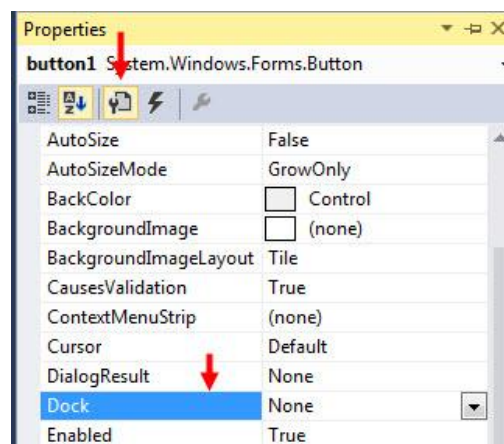 Properties
button1 System.Windows.Forms.Button
AutoSize False
AutoSizeMode GrowOnly
BackColor Control
BackgroundImage (none)
BackgroundImageLayout Tile
CausesValidation True
ContextMenuStrip (none)
Cursor Default
DialogResult None
Dock None
Enabled True